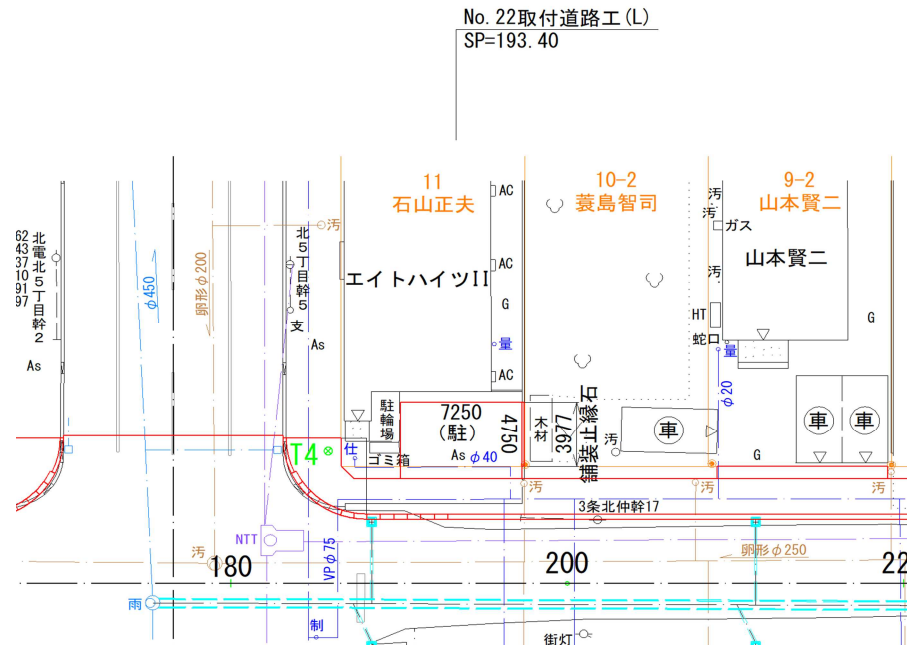 No.22取付道路工(L)
SP=193.40
11
石山正夫
10-2
蓑島智司
9-2
山本賢二
AC
汚
汚
ガス
山本賢二
62
43
37
10
91
97
北電北5丁目幹2
φ450
卵形φ200
汚
北5丁目幹5
支
エイトハイツII
AC
汚
G
HT
G
As
As
量
蛇口
量
AC
φ20
駐輪場
7250
(駐)
4750
木材
3977
舗装止縁石
車
車
車
汚
T4
仕
ゴミ箱
As
φ40
G
汚
汚
汚
3条北仲幹17
NTT
汚
VPφ75
卵形φ250
180
200
22
雨
制
街灯